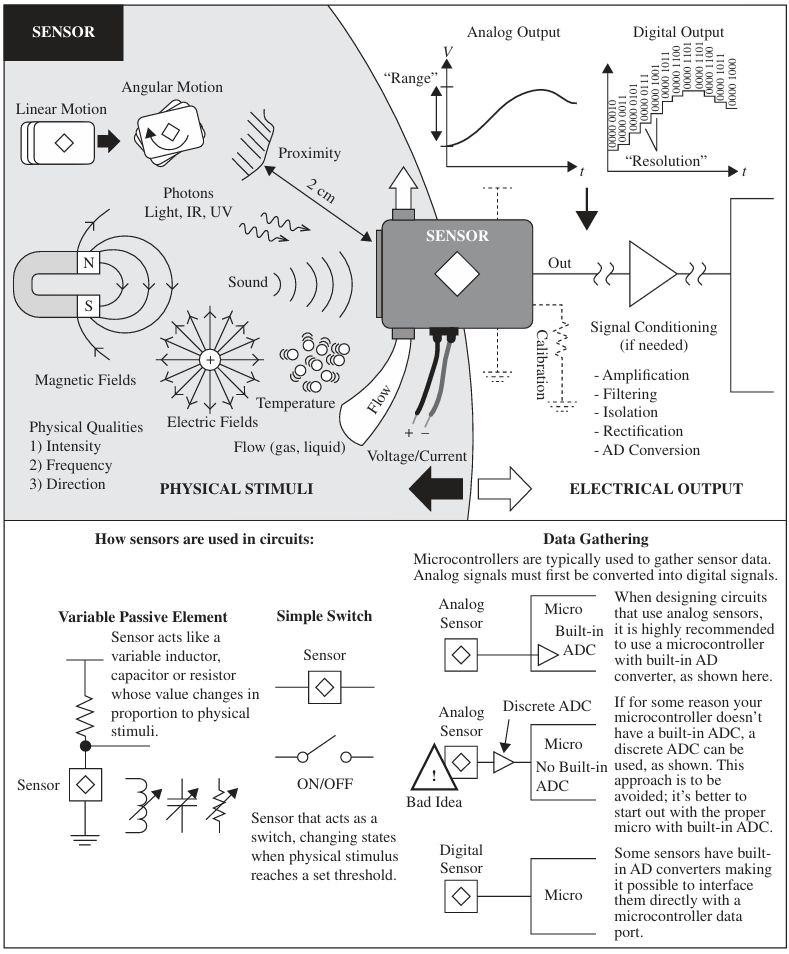 SENSOR
Analog Output
Digital Output
V
"Range"
t
0000 0010
0000 0011
0000 0101
0000 0111
0000 1001
0000 1011
0000 1100
0000 1101
0000 1101
0000 1100
0000 1011
0000 1000
"Resolution"
t
Angular Motion
Linear Motion
Proximity
2 cm
Photons
Light, IR, UV
N
S
Sound
SENSOR
Out
Calibration
Signal Conditioning
(if needed)
- Amplification
- Filtering
- Isolation
- Rectification
- AD Conversion
Magnetic Fields
+
Electric Fields
Temperature
Flow
Flow (gas, liquid)
+ –
Voltage/Current
Physical Qualities
1) Intensity
2) Frequency
3) Direction
PHYSICAL STIMULI
ELECTRICAL OUTPUT
How sensors are used in circuits:
Variable Passive Element
Sensor acts like a
variable inductor,
capacitor or resistor
whose value changes in
proportion to physical
stimuli.
Sensor
Simple Switch
Sensor
ON/OFF
Sensor that acts as a
switch, changing states
when physical stimulus
reaches a set threshold.
Data Gathering
Microcontrollers are typically used to gather sensor data.
Analog signals must first be converted into digital signals.
Analog
Sensor
Micro
Built-in
ADC
When designing circuits
that use analog sensors,
it is highly recommended
to use a microcontroller
with built-in AD
converter, as shown here.
Analog
Sensor
Discrete ADC
!
Bad Idea
Micro
No Built-in
ADC
If for some reason your
microcontroller doesn't
have a built-in ADC, a
discrete ADC can be
used, as shown. This
approach is to be
avoided; it's better to
start out with the proper
micro with built-in ADC.
Digital
Sensor
Micro
Some sensors have built-
in AD converters making
it possible to interface
them directly with a
microcontroller data
port.